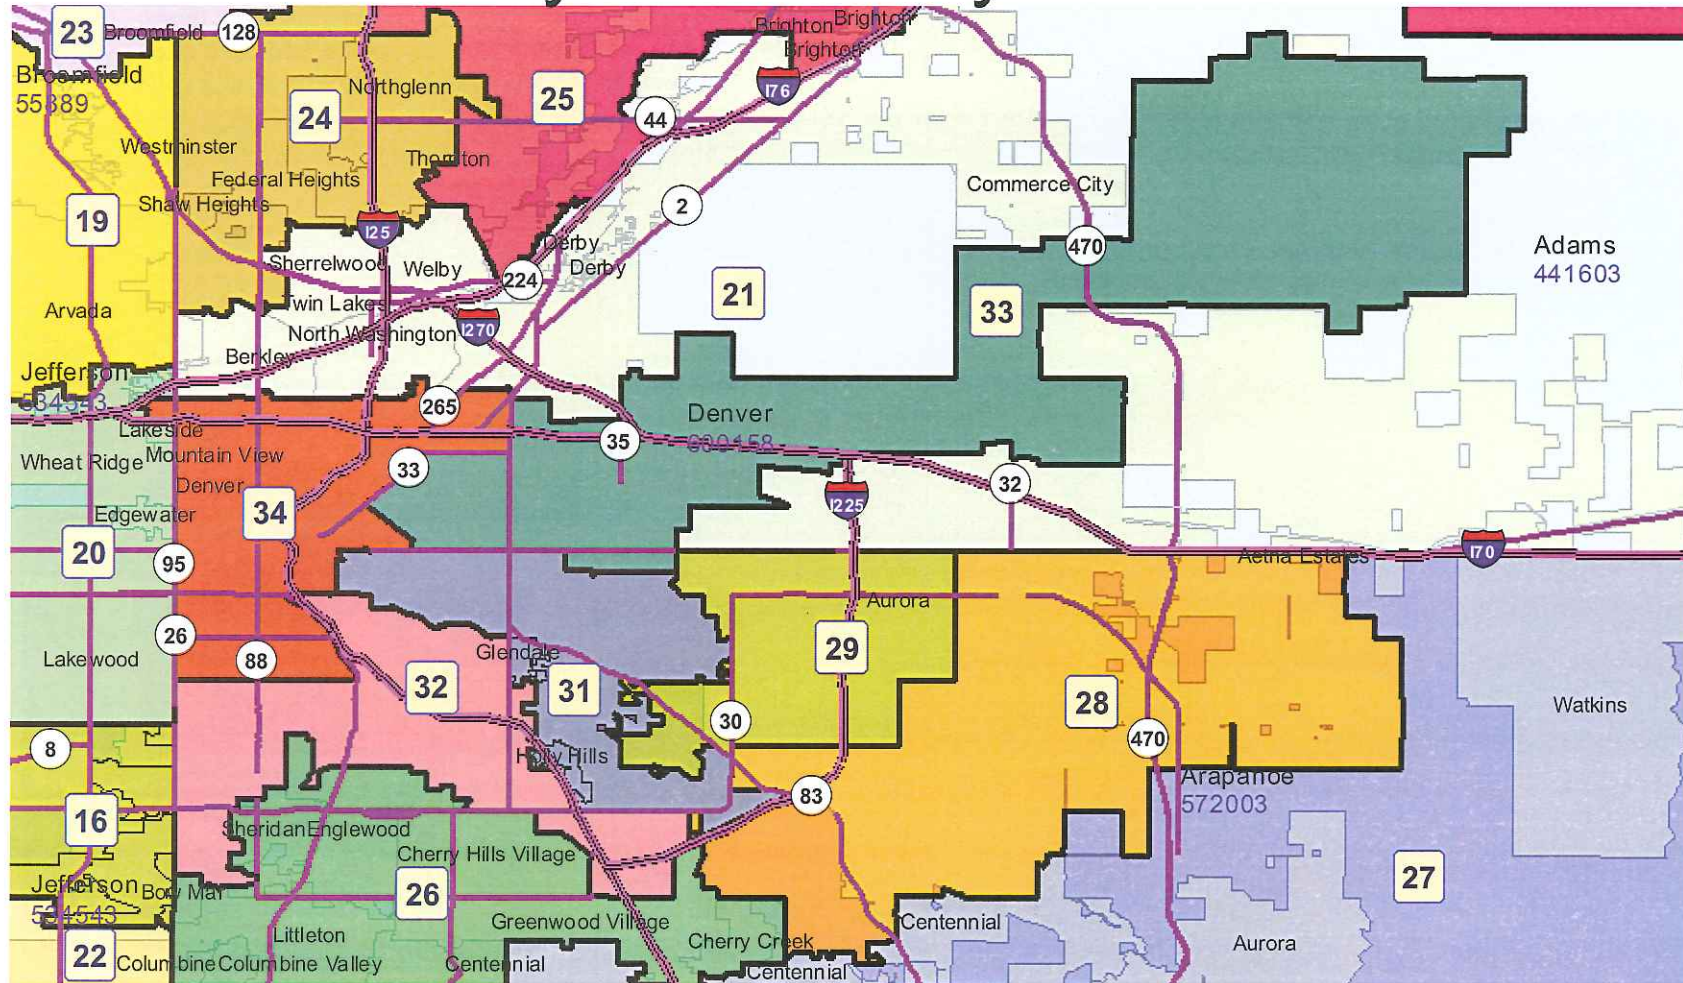 23
Broomfield
128
Brighton
Brighton
Brighton
Broomfield
55889
Northglenn
24
25
I76
44
Westminster
Thornton
Federal Heights
Commerce City
Shaw Heights
19
2
I25
470
Adams
441603
Derby
Derby
Sherrelwood
Welby
224
21
33
Twin Lakes
Arvada
North Washington
I270
Berkley
Jefferson
534543
265
Denver
600158
Lakeside
35
Wheat Ridge
Mountain View
33
32
Denver
I225
34
Edgewater
20
I70
95
Aetna Estates
Aurora
26
Lakewood
88
Glendale
29
32
31
28
Watkins
30
8
470
Holly Hills
Arapahoe
572003
83
16
Sheridan
Englewood
Cherry Hills Village
27
Jefferson
534543
Bow Mar
26
Greenwood Village
Centennial
Littleton
Cherry Creek
Aurora
22
Columbine
Columbine Valley
Centennial
Centennial